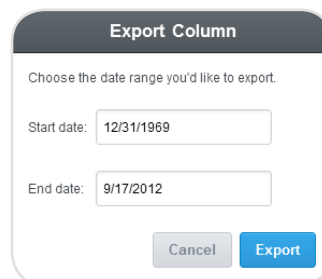 Export Column
Choose the date range you'd like to export.
Start date: 12/31/1969
End date: 9/17/2012
Cancel Export